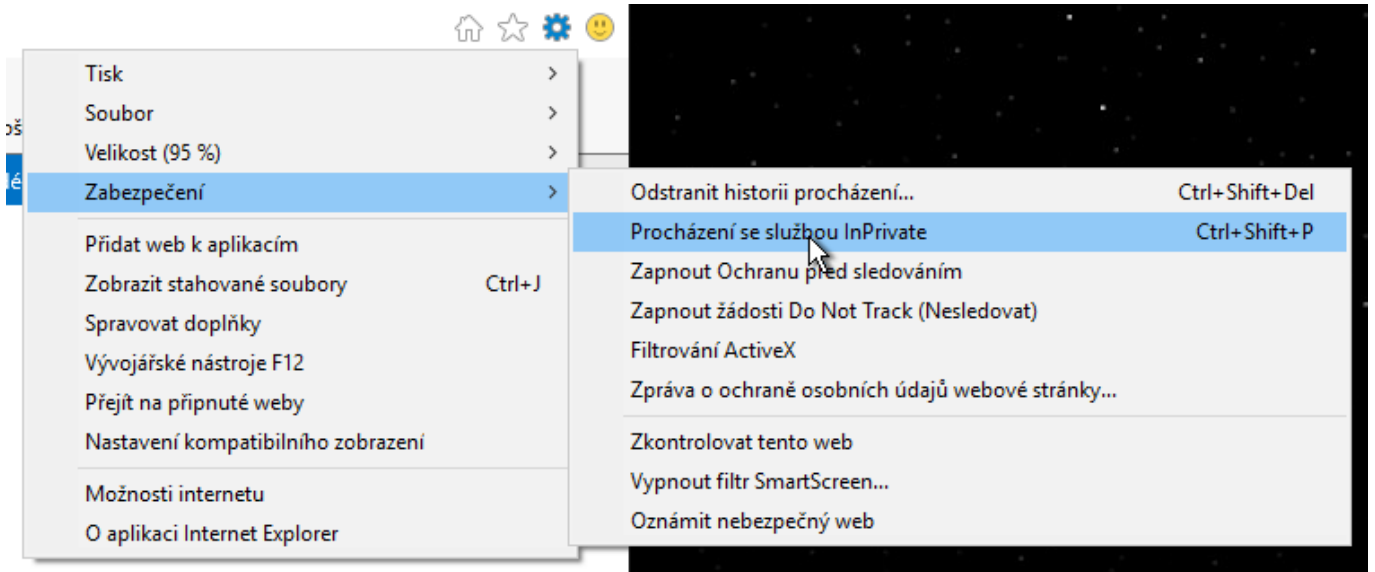 Tisk
Soubor
Velikost (95 %)
Zabezpečení
Přidat web k aplikacím
Zobrazit stahované soubory Ctrl+J
Spravovat doplňky
Vývojářské nástroje F12
Přejít na připnuté weby
Nastavení kompatibilního zobrazení
Možnosti internetu
O aplikaci Internet Explorer
Odstranit historii procházení... Ctrl+Shift+Del
Procházení se službou InPrivate Ctrl+Shift+P
Zapnout Ochranu před sledováním
Zapnout žádosti Do Not Track (Nesledovat)
Filtrování ActiveX
Zpráva o ochraně osobních údajů webové stránky...
Zkontrolovat tento web
Vypnout filtr SmartScreen...
Oznámit nebezpečný web